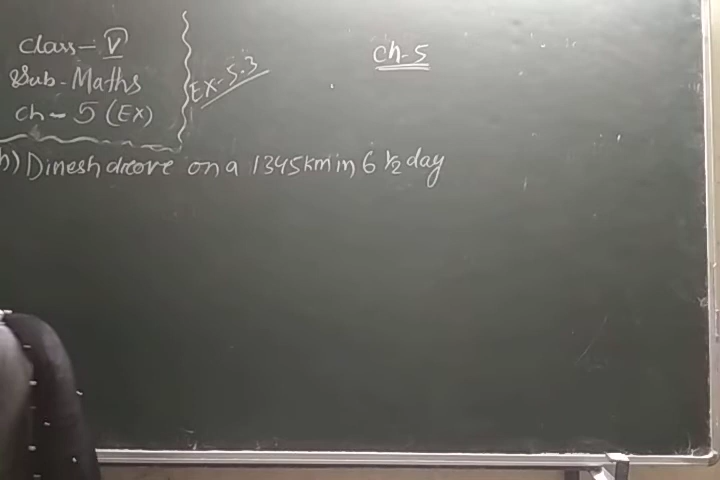 Class - V
Sub - Maths
Ch - 5 (Ex)
Ex - 5.3
Ch - 5
h) Dinesh drove on a 1345 km in 6 1/2 day